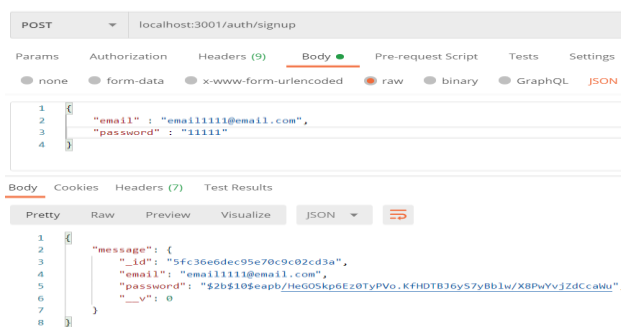 POST localhost:3001/auth/signup
Params Authorization Headers (9) Body Pre-request Script Tests Settings
none form-data x-www-form-urlencoded raw binary GraphQL JSON
1 {
2 "email" : "email1111@email.com",
3 "password" : "11111"
4 }
Body Cookies Headers (7) Test Results
Pretty Raw Preview Visualize JSON
1 {
2 "message": {
3 "_id": "5fc36e6dec95e70c9c02cd3a",
4 "email": "email1111@email.com",
5 "password": "$2b$10$eapb/HeGOSkp6Ez0TyPVo.KfHDTBJ6yS7yBblw/X8PwYvjZdCcaWu"
6 "__v": 0
7 }
8 }